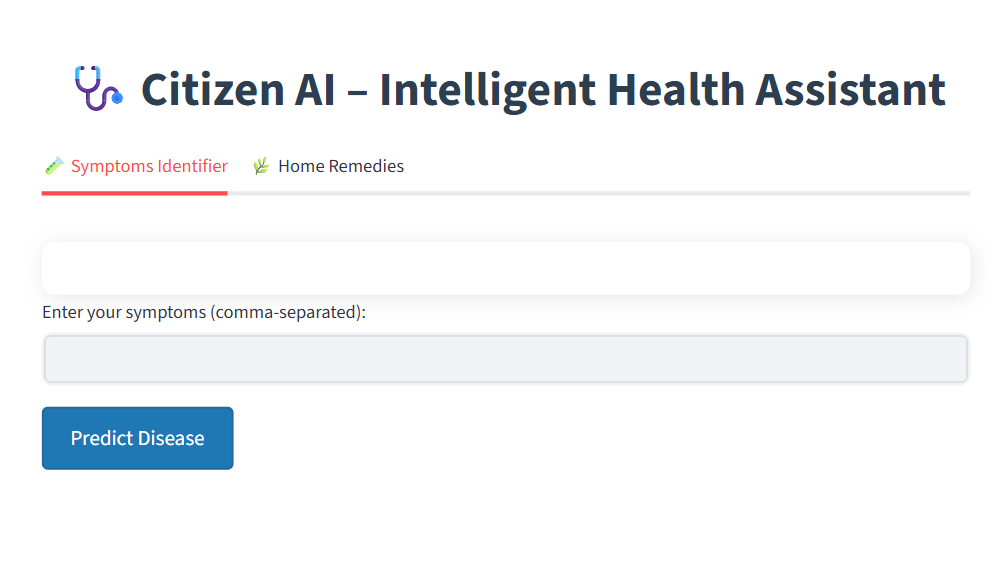 Citizen AI – Intelligent Health Assistant
Symptoms Identifier Home Remedies
Enter your symptoms (comma-separated):
Predict Disease